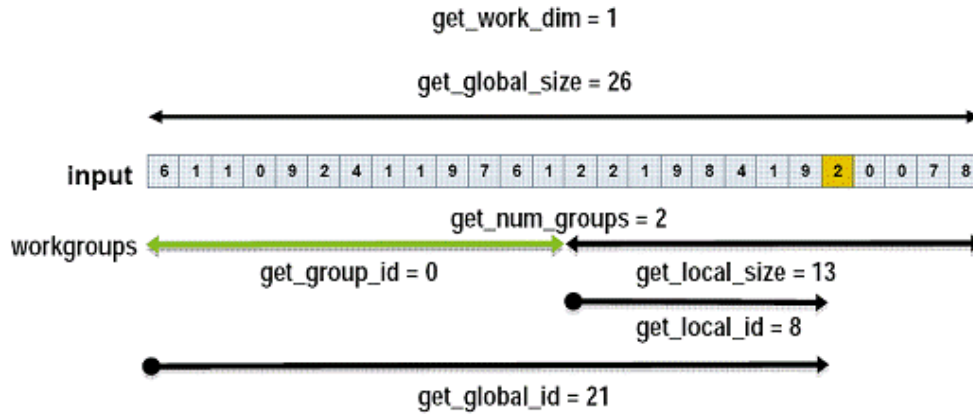 get_work_dim = 1
get_global_size = 26
input 6 1 1 0 9 2 4 1 1 9 7 6 1 2 2 1 9 8 4 1 9 2 0 0 7 8
get_num_groups = 2
workgroups
get_group_id = 0 get_local_size = 13
get_local_id = 8
get_global_id = 21